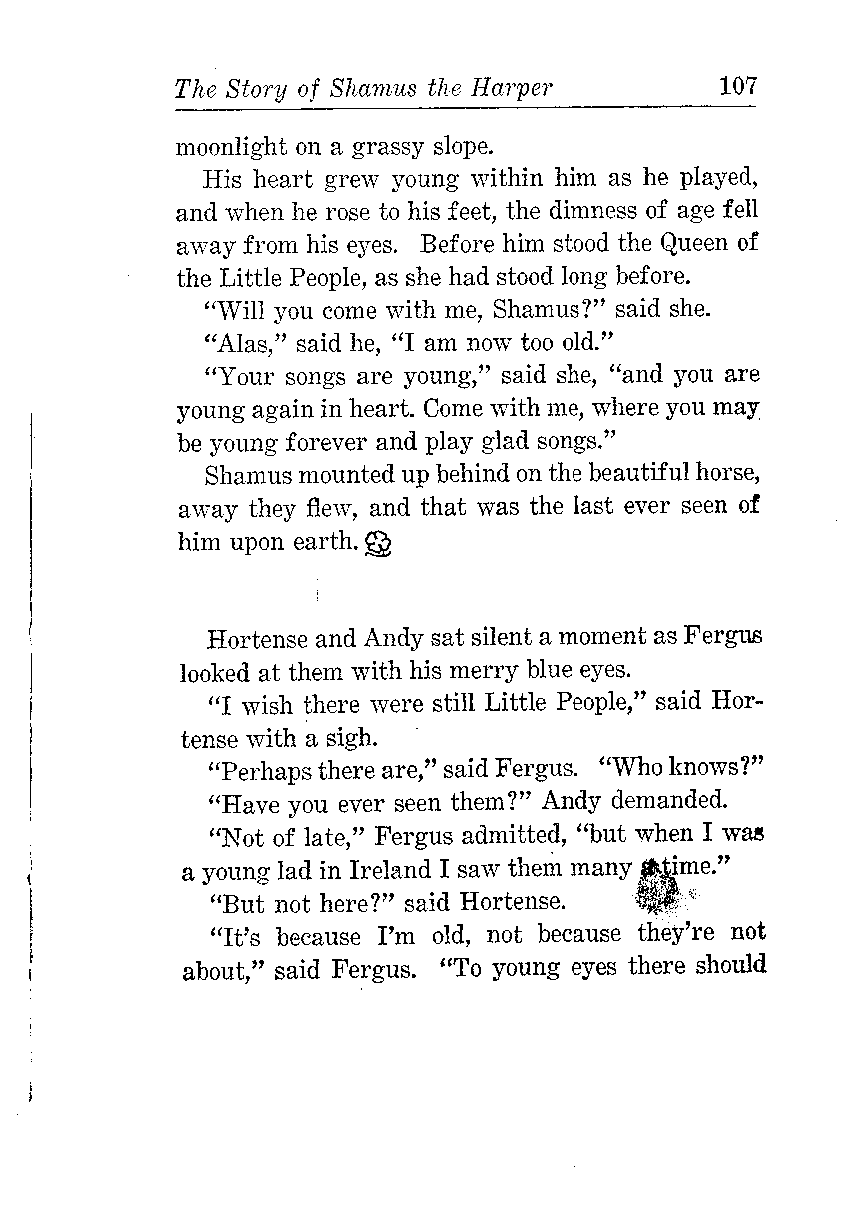 The Story of Shamus the Harper 107
moonlight on a grassy slope.
His heart grew young within him as he played,
and when he rose to his feet, the dimness of age fell
away from his eyes. Before him stood the Queen of
the Little People, as she had stood long before.
“Will you come with me, Shamus?” said she.
“Alas,” said he, “I am now too old.”
“Your songs are young,” said she, “and you are
young again in heart. Come with me, where you may
be young forever and play glad songs.”
Shamus mounted up behind on the beautiful horse,
away they flew, and that was the last ever seen of
him upon earth.
Hortense and Andy sat silent a moment as Fergus
looked at them with his merry blue eyes.
“I wish there were still Little People,” said Hor-
tense with a sigh.
“Perhaps there are,” said Fergus. “Who knows?”
“Have you ever seen them?” Andy demanded.
“Not of late,” Fergus admitted, “but when I was
a young lad in Ireland I saw them many a time.”
“But not here?” said Hortense.
“It’s because I’m old, not because they’re not
about,” said Fergus. “To young eyes there should